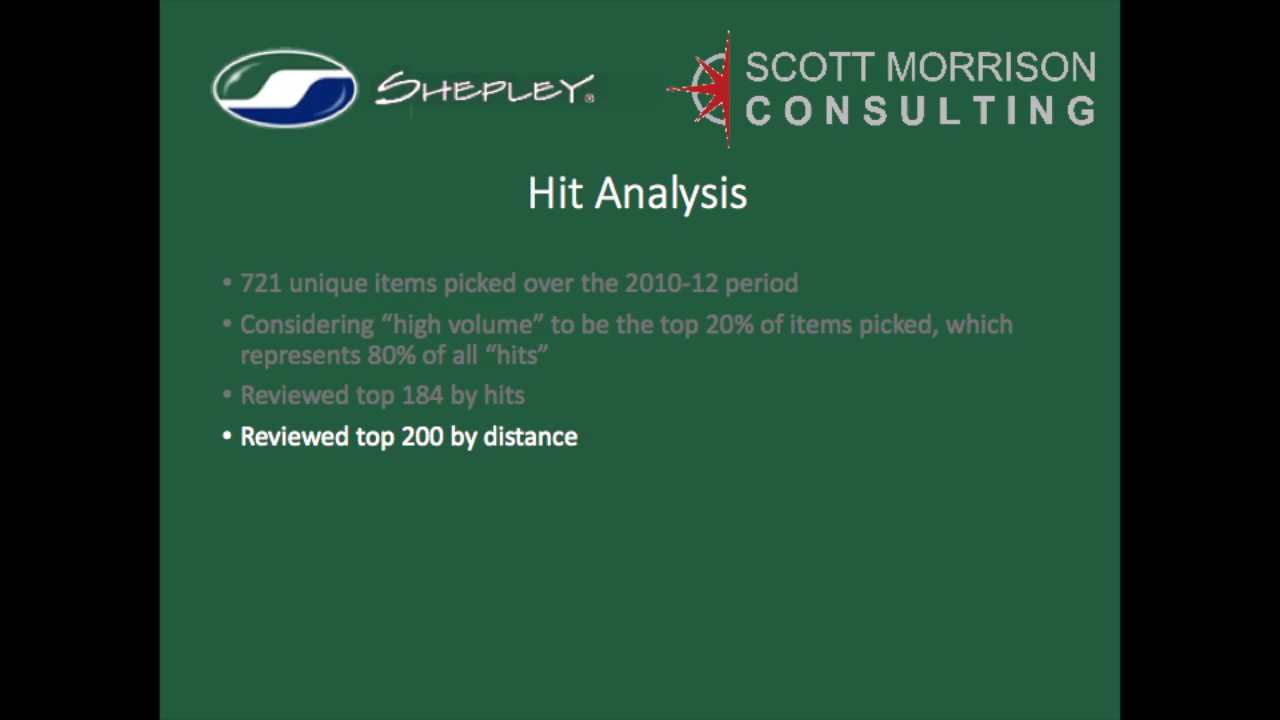 SHEPLEY®
SCOTT MORRISON
CONSULTING
Hit Analysis
• 721 unique items picked over the 2010-12 period
• Considering “high volume” to be the top 20% of items picked, which
represents 80% of all “hits”
• Reviewed top 184 by hits
• Reviewed top 200 by distance